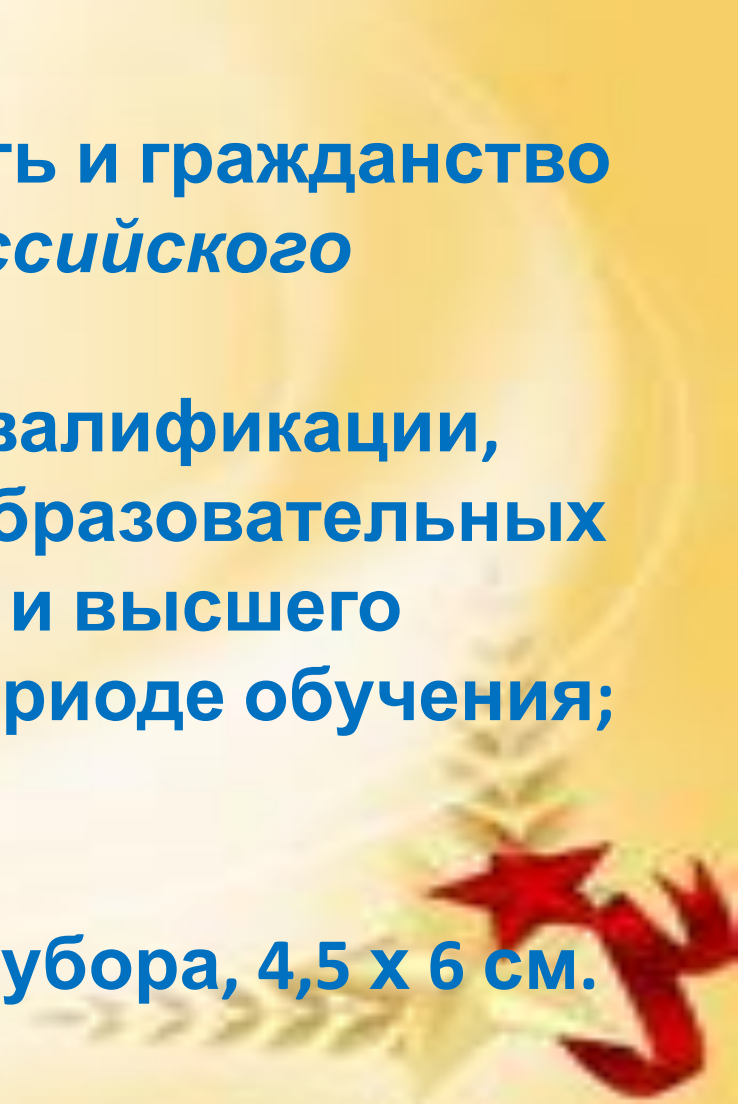 ть и гражданство
ссийского
валификации,
бразовательных
и высшего
риоде обучения;
убора, 4,5 х 6 см.